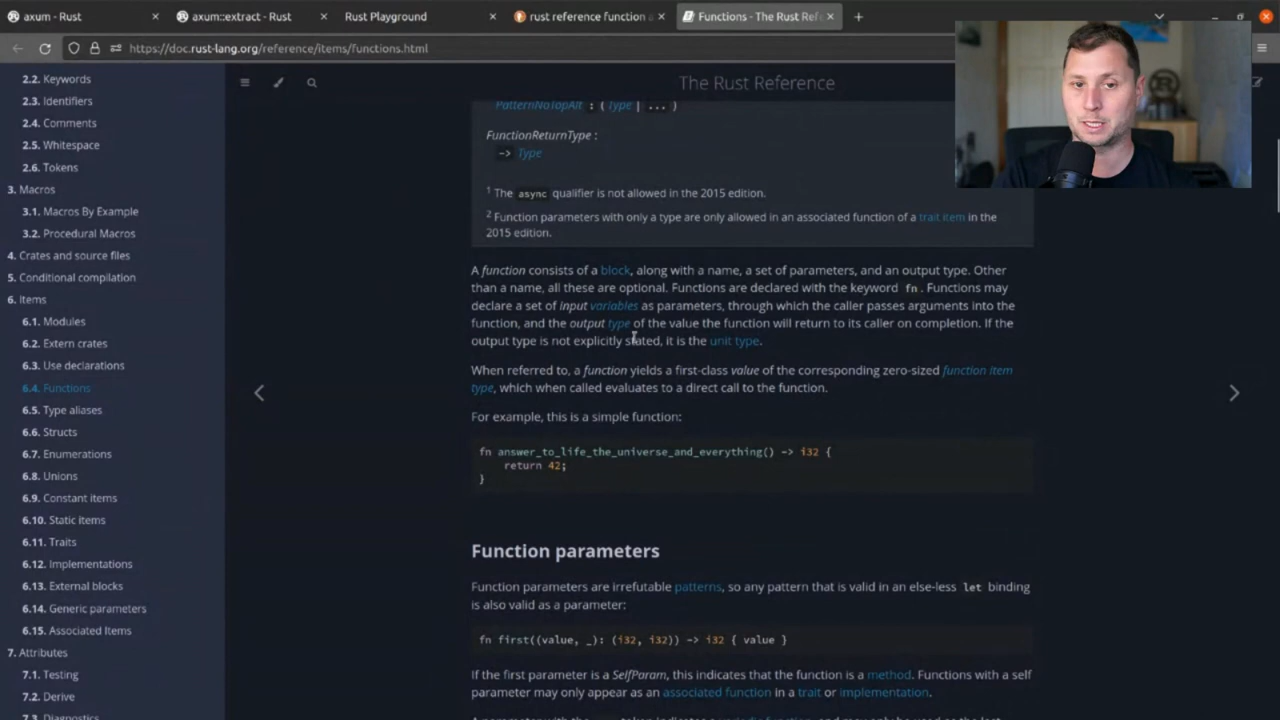 axum - Rust
axum::extract - Rust
Rust Playground
rust reference function a
Functions - The Rust Ref
https://doc.rust-lang.org/reference/items/functions.html
2.2. Keywords
2.3. Identifiers
2.4. Comments
2.5. Whitespace
2.6. Tokens
3. Macros
3.1. Macros By Example
3.2. Procedural Macros
4. Crates and source files
5. Conditional compilation
6. Items
6.1. Modules
6.2. Extern crates
6.3. Use declarations
6.4. Functions
6.5. Type aliases
6.6. Structs
6.7. Enumerations
6.8. Unions
6.9. Constant items
6.10. Static items
6.11. Traits
6.12. Implementations
6.13. External blocks
6.14. Generic parameters
6.15. Associated Items
7. Attributes
7.1. Testing
7.2. Derive
7.3. Diagnostics
The Rust Reference
PatternNoTopAlt : ( Type | ... )
FunctionReturnType :
-> Type
1 The async qualifier is not allowed in the 2015 edition.
2 Function parameters with only a type are only allowed in an associated function of a trait item in the
2015 edition.
A function consists of a block, along with a name, a set of parameters, and an output type. Other
than a name, all these are optional. Functions are declared with the keyword fn. Functions may
declare a set of input variables as parameters, through which the caller passes arguments into the
function, and the output type of the value the function will return to its caller on completion. If the
output type is not explicitly stated, it is the unit type.
When referred to, a function yields a first-class value of the corresponding zero-sized function item
type, which when called evaluates to a direct call to the function.
For example, this is a simple function:
fn answer_to_life_the_universe_and_everything() -> i32 {
return 42;
}
Function parameters
Function parameters are irrefutable patterns, so any pattern that is valid in an else-less let binding
is also valid as a parameter:
fn first((value, _): (i32, i32)) -> i32 { value }
If the first parameter is a SelfParam, this indicates that the function is a method. Functions with a self
parameter may only appear as an associated function in a trait or implementation.